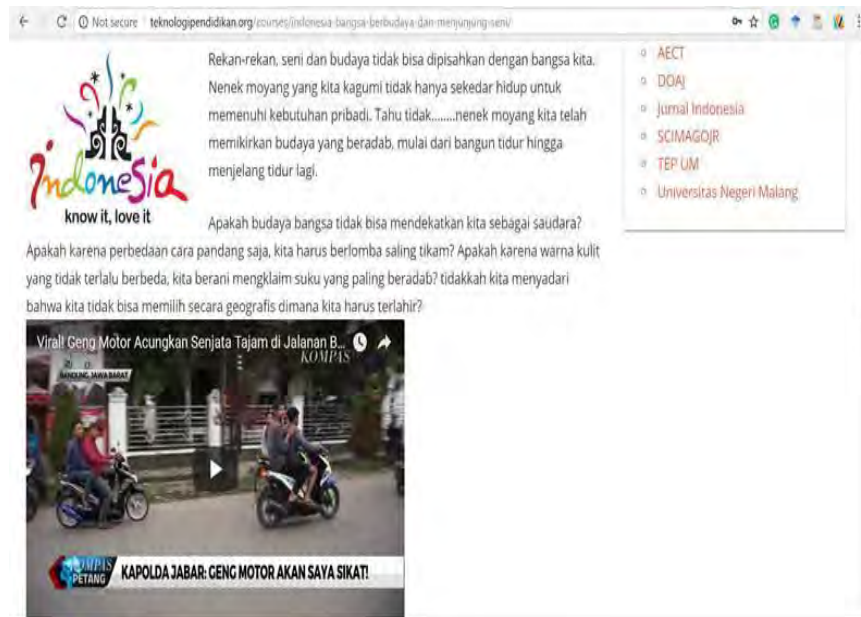 Not secure teknologipendidikan.org/courses/indonesia-bangsa-berbudaya-dan-menjunjung-seni/
Indonesia
know it, love it
Rekan-rekan, seni dan budaya tidak bisa dipisahkan dengan bangsa kita.
Nenek moyang yang kita kagumi tidak hanya sekedar hidup untuk
memenuhi kebutuhan pribadi. Tahu tidak.........nenek moyang kita telah
memikirkan budaya yang beradab, mulai dari bangun tidur hingga
menjelang tidur lagi.
Apakah budaya bangsa tidak bisa mendekatkan kita sebagai saudara?
Apakah karena perbedaan cara pandang saja, kita harus berlomba saling tikam? Apakah karena warna kulit
yang tidak terlalu berbeda, kita berani mengklaim suku yang paling beradab? tidakkah kita menyadari
bahwa kita tidak bisa memilih secara geografis dimana kita harus terlahir?
Viral! Geng Motor Acungkan Senjata Tajam di Jalanan B...
KOMPAS
BANDUNG, JAWA BARAT
KOMPAS
PETANG
KAPOLDA JABAR: GENG MOTOR AKAN SAYA SIKAT!
AECT
DOAJ
Jurnal Indonesia
SCIMAGOJR
TEP UM
Universitas Negeri Malang